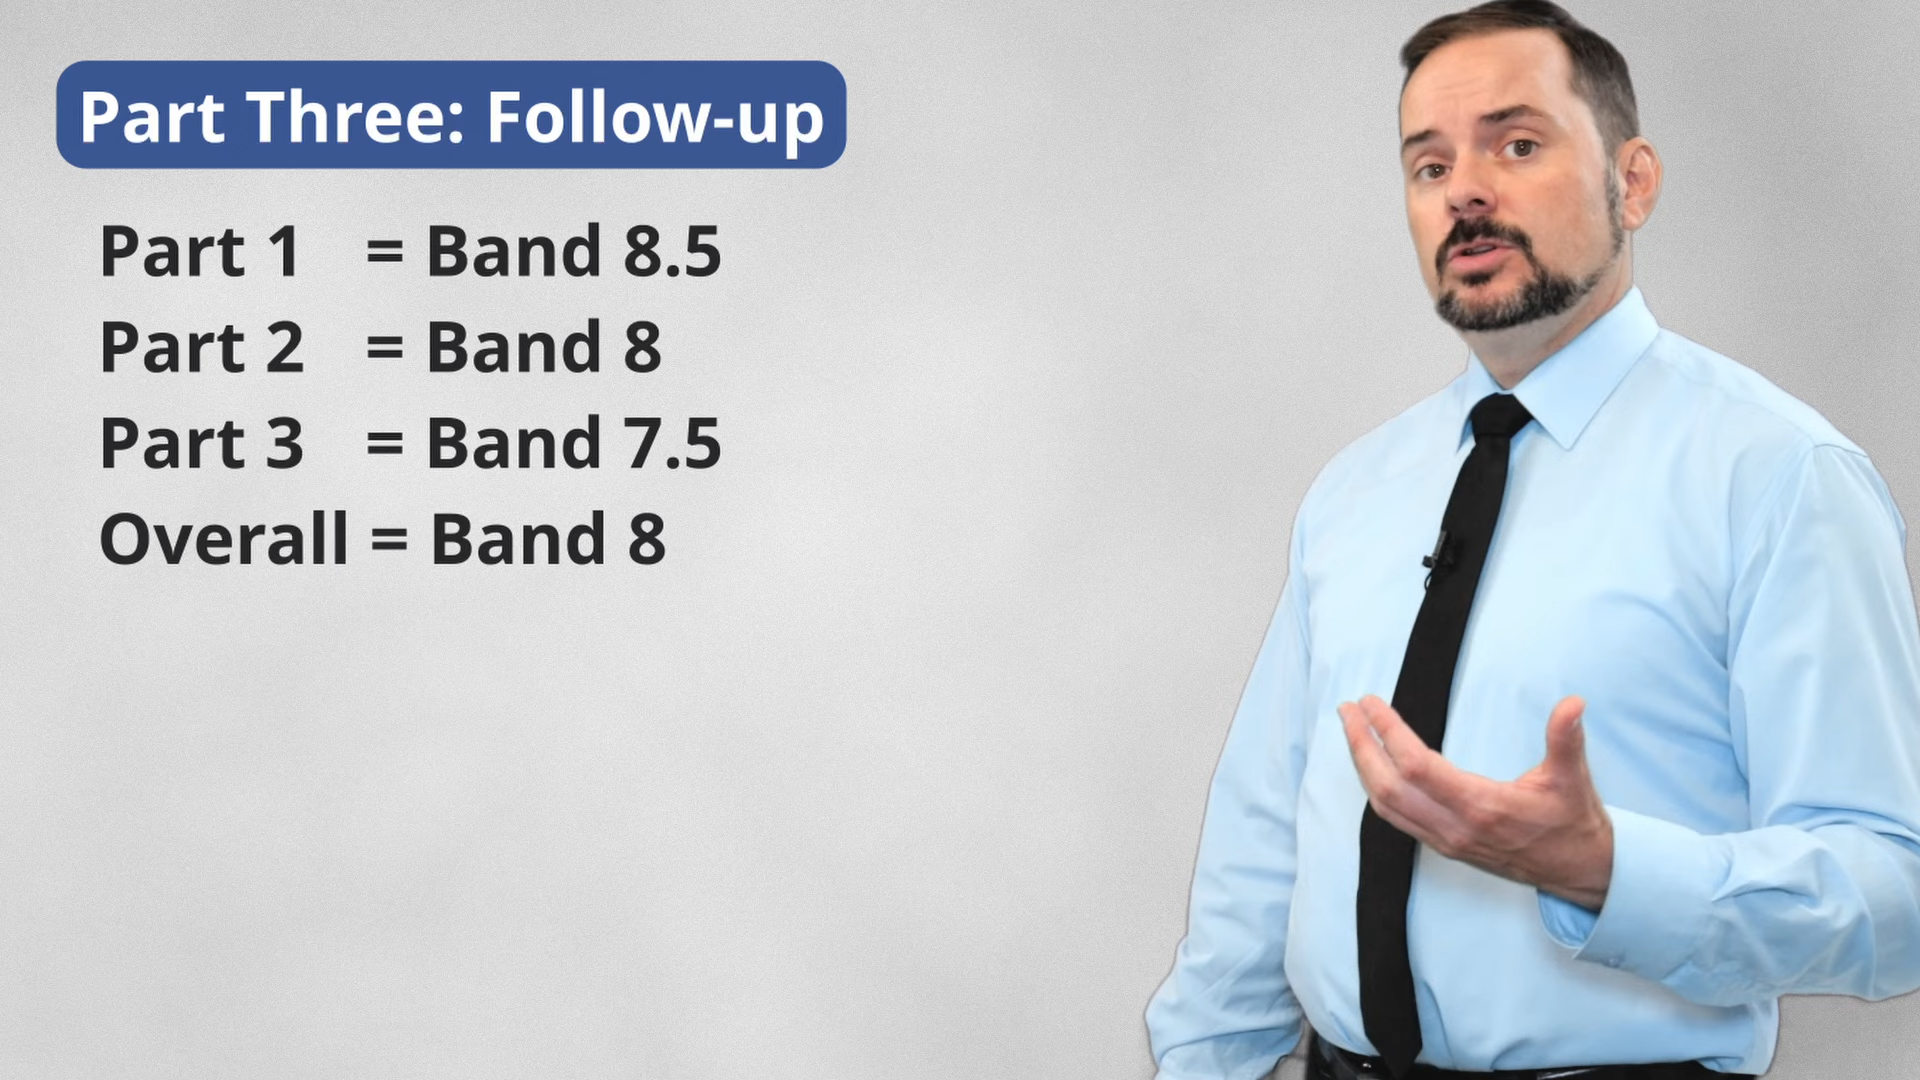 Part Three: Follow-up
Part 1 = Band 8.5
Part 2 = Band 8
Part 3 = Band 7.5
Overall = Band 8